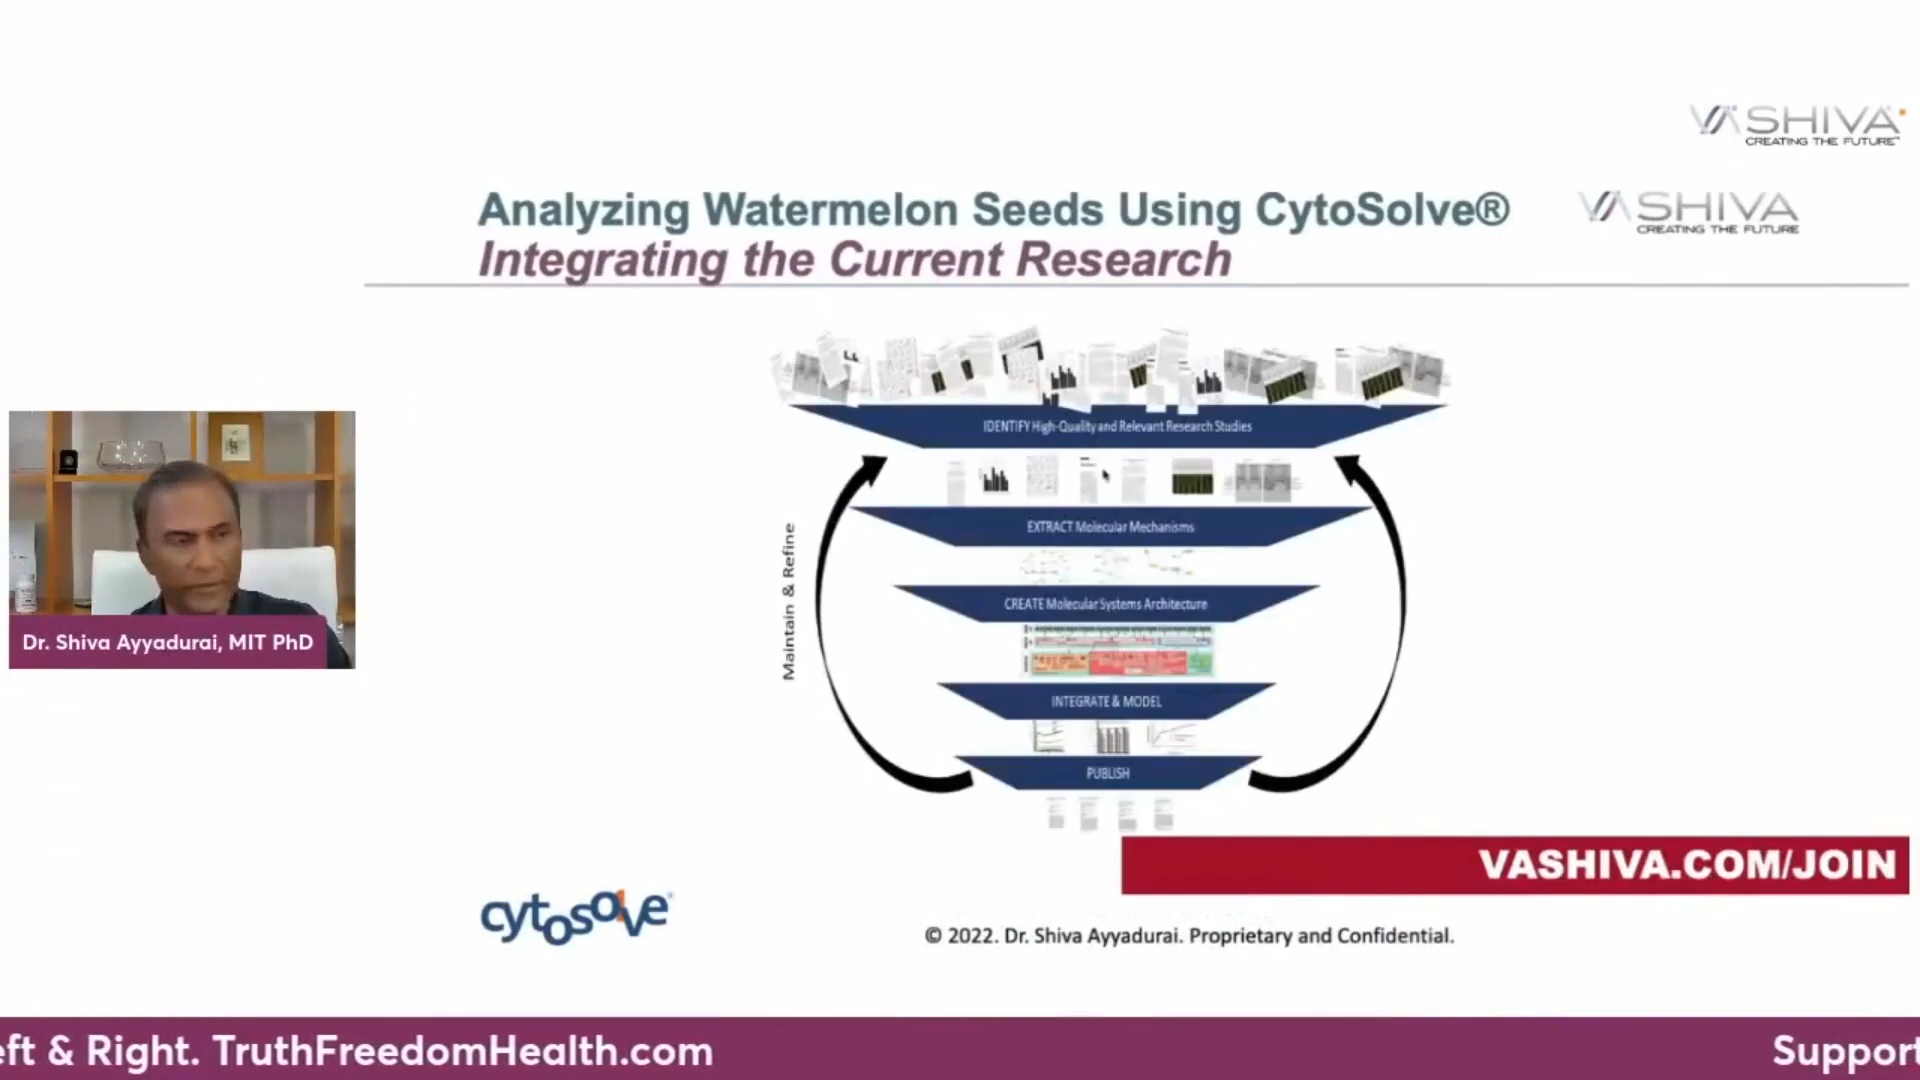 VASHIVA
CREATING THE FUTURE™
Analyzing Watermelon Seeds Using CytoSolve®
VASHIVA
CREATING THE FUTURE
Integrating the Current Research
IDENTIFY High-Quality and Relevant Research Studies
EXTRACT Molecular Mechanisms
Maintain & Refine
CREATE Molecular Systems Architecture
Dr. Shiva Ayyadurai, MIT PhD
INTEGRATE & MODEL
PUBLISH
VASHIVA.COM/JOIN
cytosolve
© 2022. Dr. Shiva Ayyadurai. Proprietary and Confidential.
eft & Right. TruthFreedomHealth.com
Support